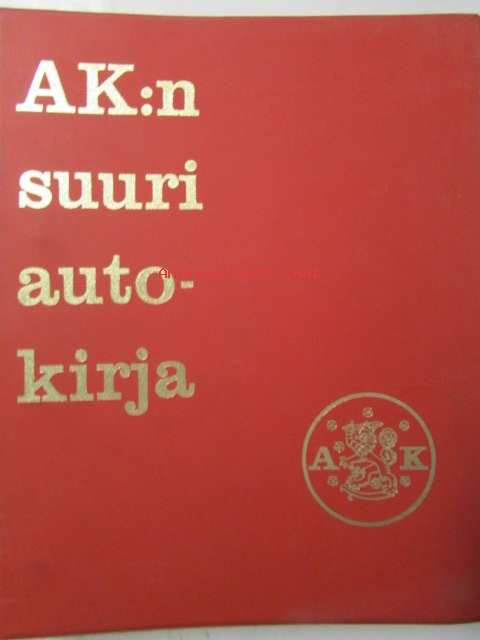 AK:n
suuri
auto-
kirja
A K